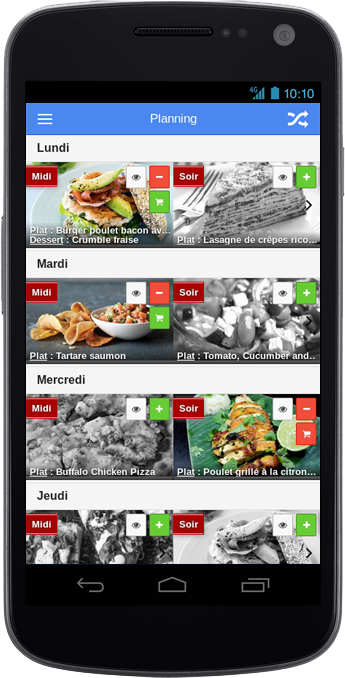 4G 10:10
Planning
Lundi
Midi
Soir
Plat : Burger poulet bacon av...
Dessert : Crumble fraise
Plat : Lasagne de crêpes rico...
Mardi
Midi
Soir
Plat : Tartare saumon
Plat : Tomato, Cucumber and...
Mercredi
Midi
Soir
Plat : Buffalo Chicken Pizza
Plat : Poulet grillé à la citron...
Jeudi
Midi
Soir